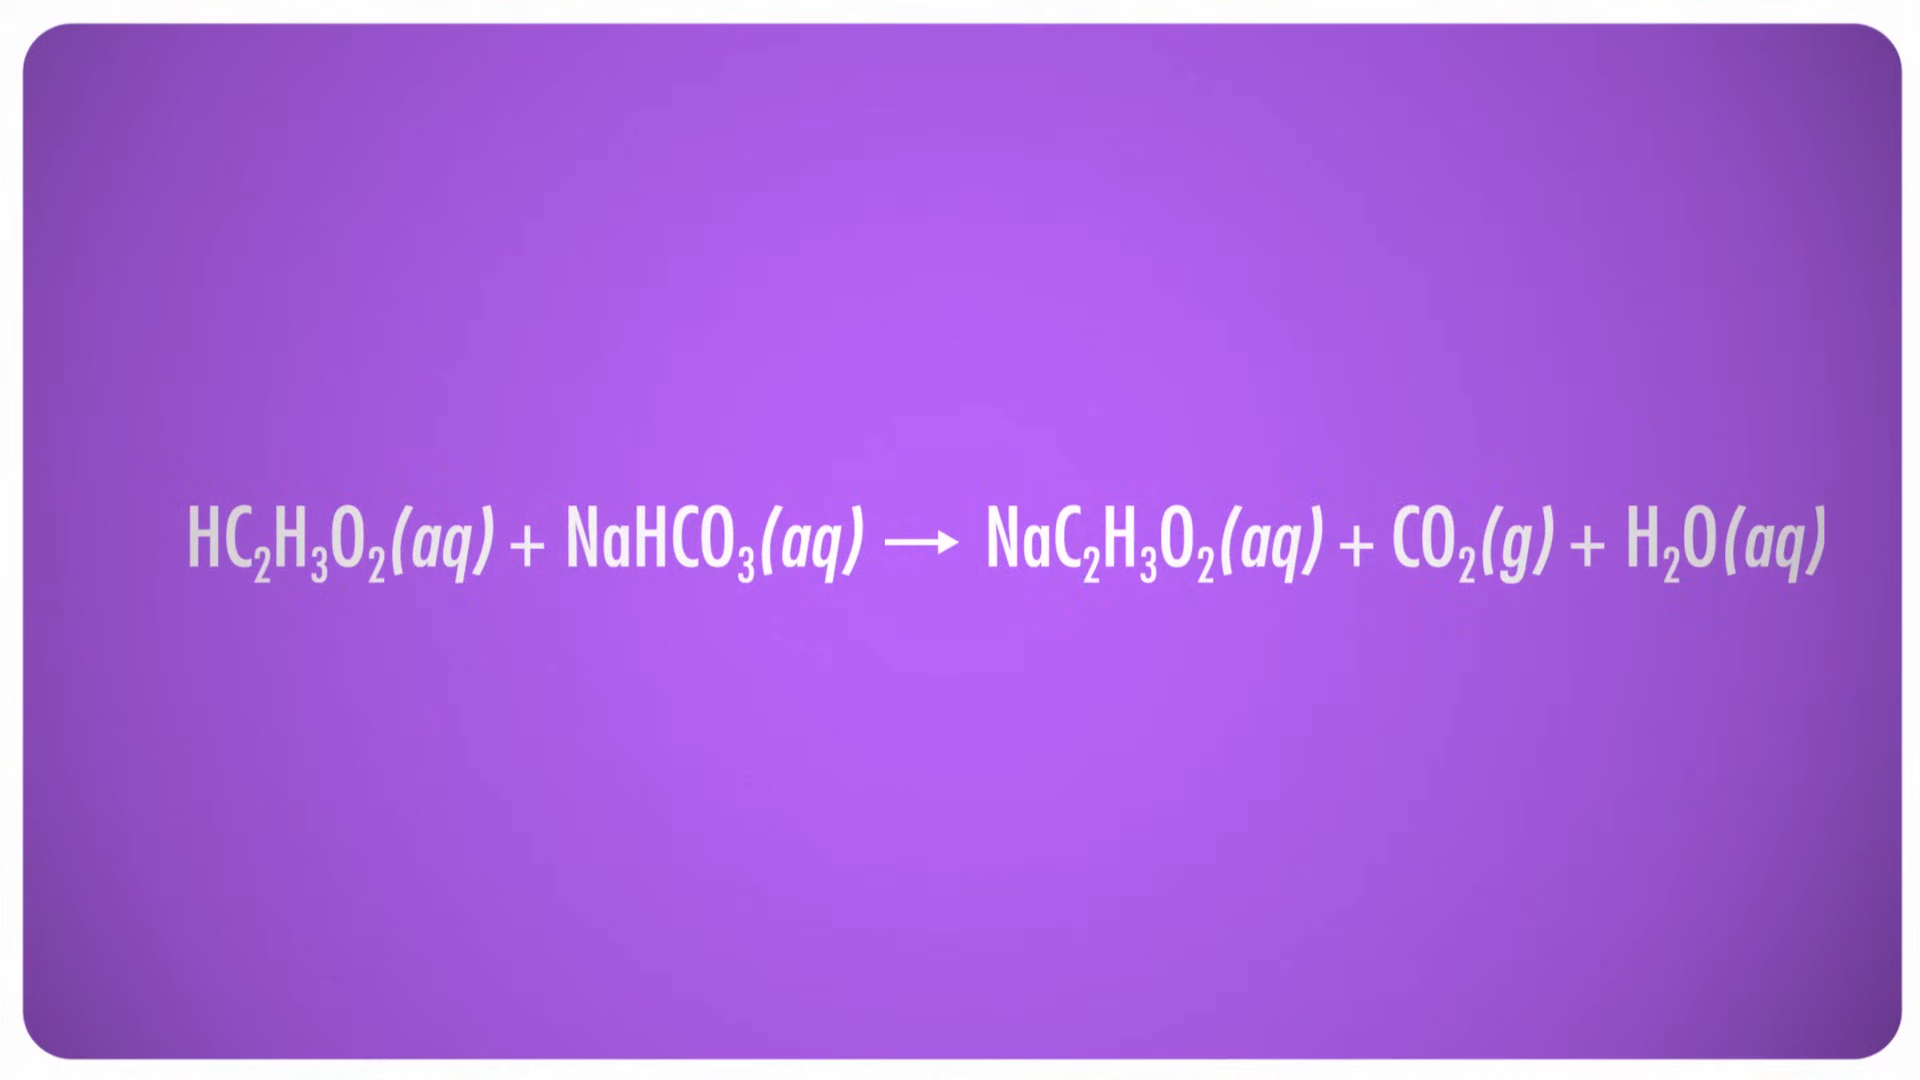 HC₂H₃O₂(aq) + NaHCO₃(aq) → NaC₂H₃O₂(aq) + CO₂(g) + H₂O(aq)